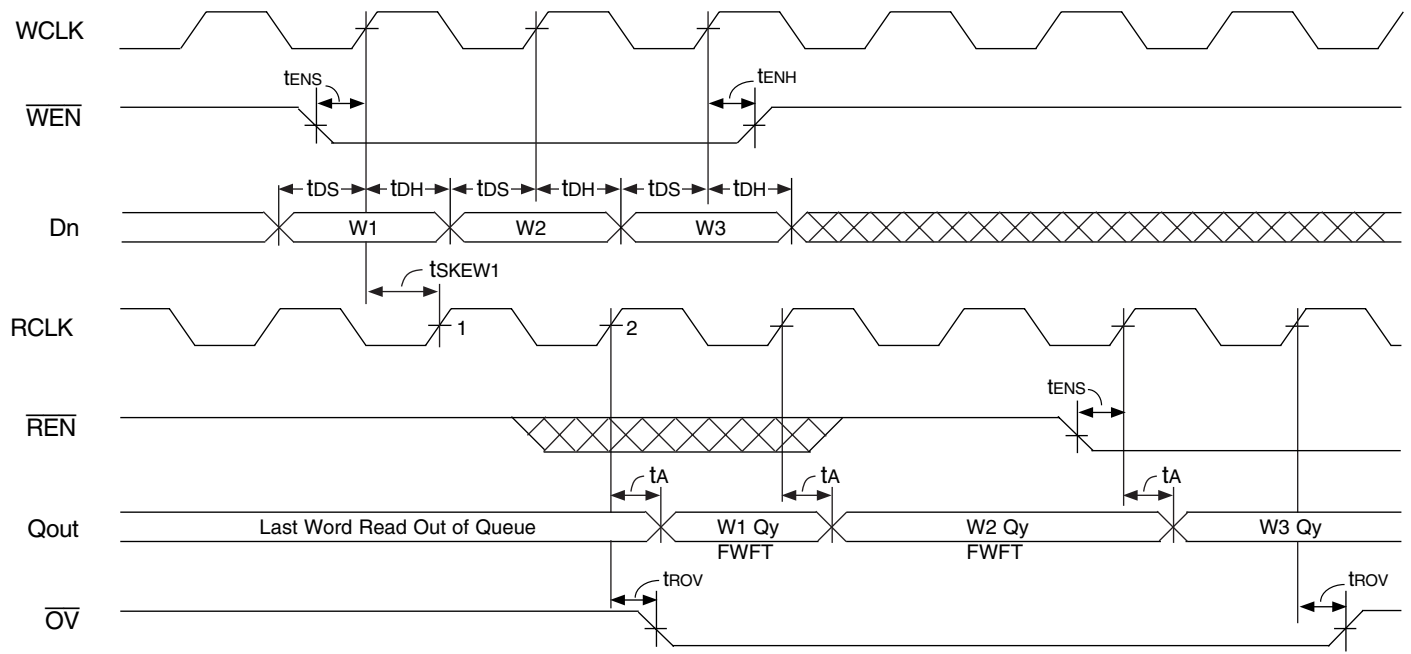 WCLK
tENS
tENH
WEN
tDS tDH tDS tDH tDS tDH
Dn W1 W2 W3
tSKEW1
RCLK 1 2
tENS
REN
tA tA tA
Qout Last Word Read Out of Queue W1 Qy W2 Qy W3 Qy
FWFT FWFT
tROV tROV
OV